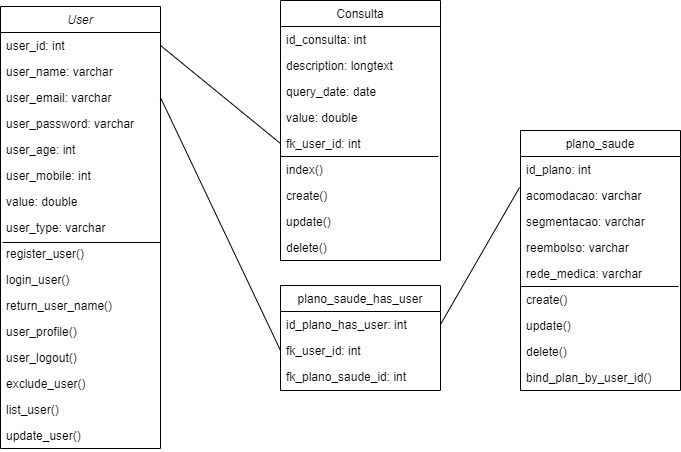 User
user_id: int
user_name: varchar
user_email: varchar
user_password: varchar
user_age: int
user_mobile: int
value: double
user_type: varchar
register_user()
login_user()
return_user_name()
user_profile()
user_logout()
exclude_user()
list_user()
update_user()
Consulta
id_consulta: int
description: longtext
query_date: date
value: double
fk_user_id: int
index()
create()
update()
delete()
plano_saude_has_user
id_plano_has_user: int
fk_user_id: int
fk_plano_saude_id: int
plano_saude
id_plano: int
acomodacao: varchar
segmentacao: varchar
reembolso: varchar
rede_medica: varchar
create()
update()
delete()
bind_plan_by_user_id()